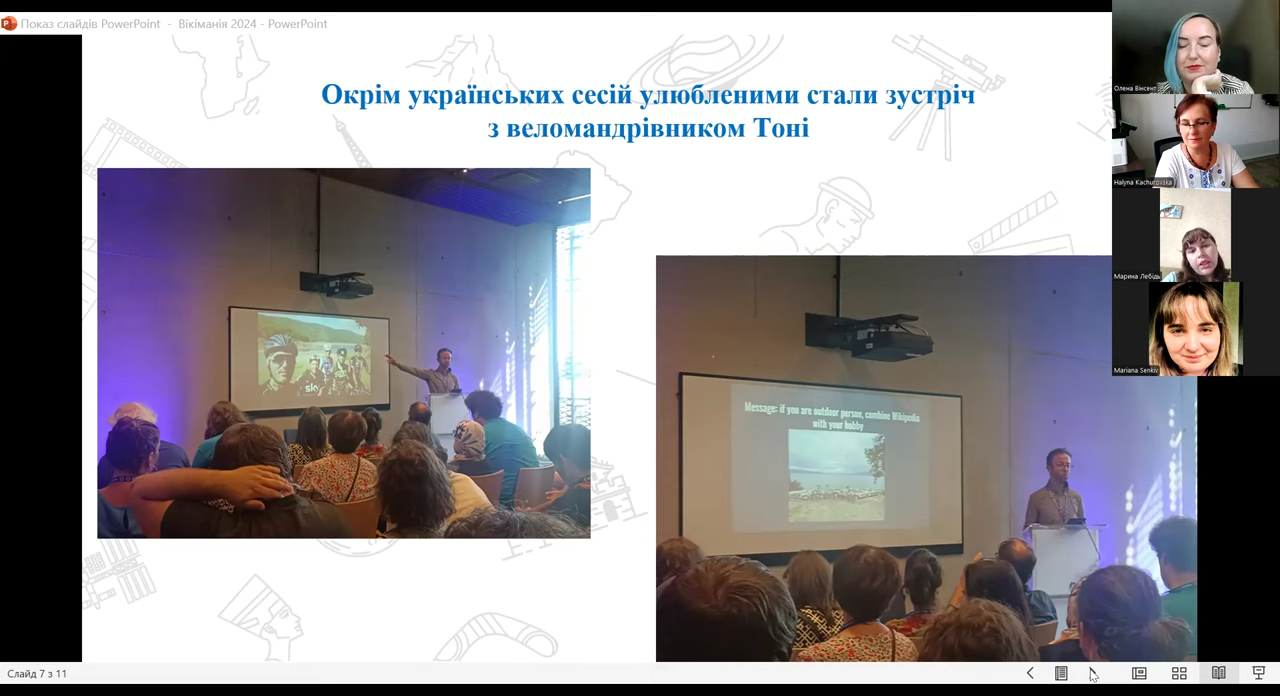 Показ слайдів PowerPoint - Вікіманія 2024 - PowerPoint
Окрім українських сесій улюбленими стали зустріч
з веломандрівником Тоні
sky
Message: if you are outdoor person, combine Wikipedia
with your hobby
Олена Вінсент
Halyna Kachurovska
Марина Лебідь
Mariana Senkiv
Слайд 7 з 11